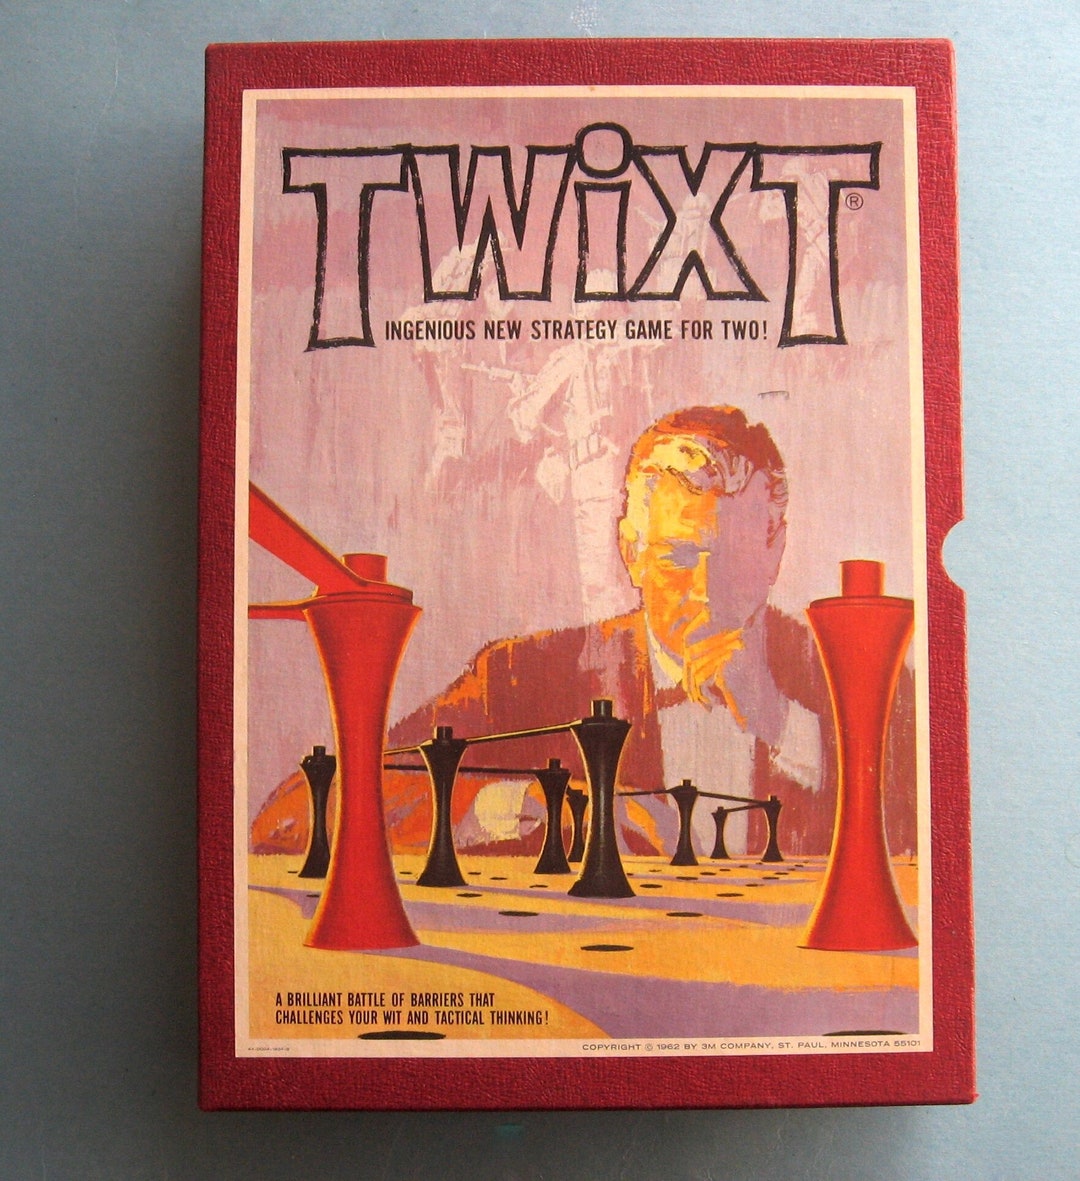 TWiXT®
INGENIOUS NEW STRATEGY GAME FOR TWO!
A BRILLIANT BATTLE OF BARRIERS THAT
CHALLENGES YOUR WIT AND TACTICAL THINKING!
COPYRIGHT © 1962 BY 3M COMPANY, ST. PAUL, MINNESOTA 55101